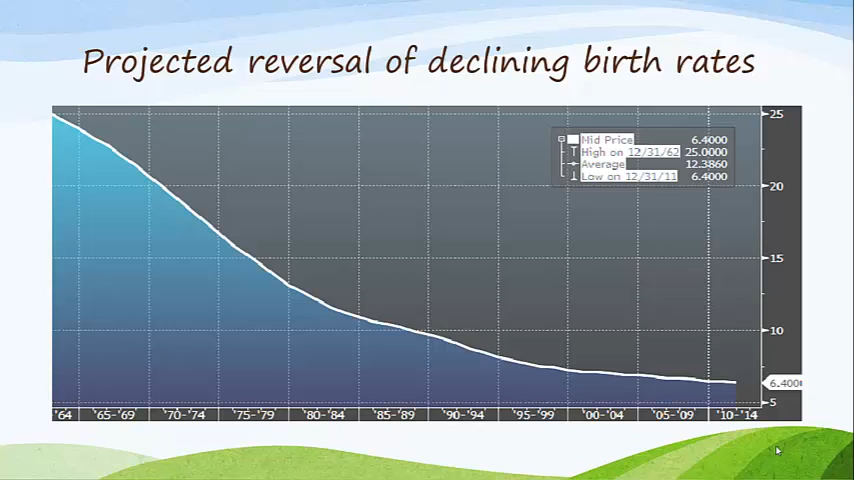 Projected reversal of declining birth rates
Mid Price 6.4000
High on 12/31/62 25.0000
Average 12.3860
Low on 12/31/11 6.4000
25
20
15
10
6.400
5
'64 '65-'69 '70-'74 '75-'79 '80-'84 '85-'89 '90-'94 '95-'99 '00-'04 '05-'09 '10-'14